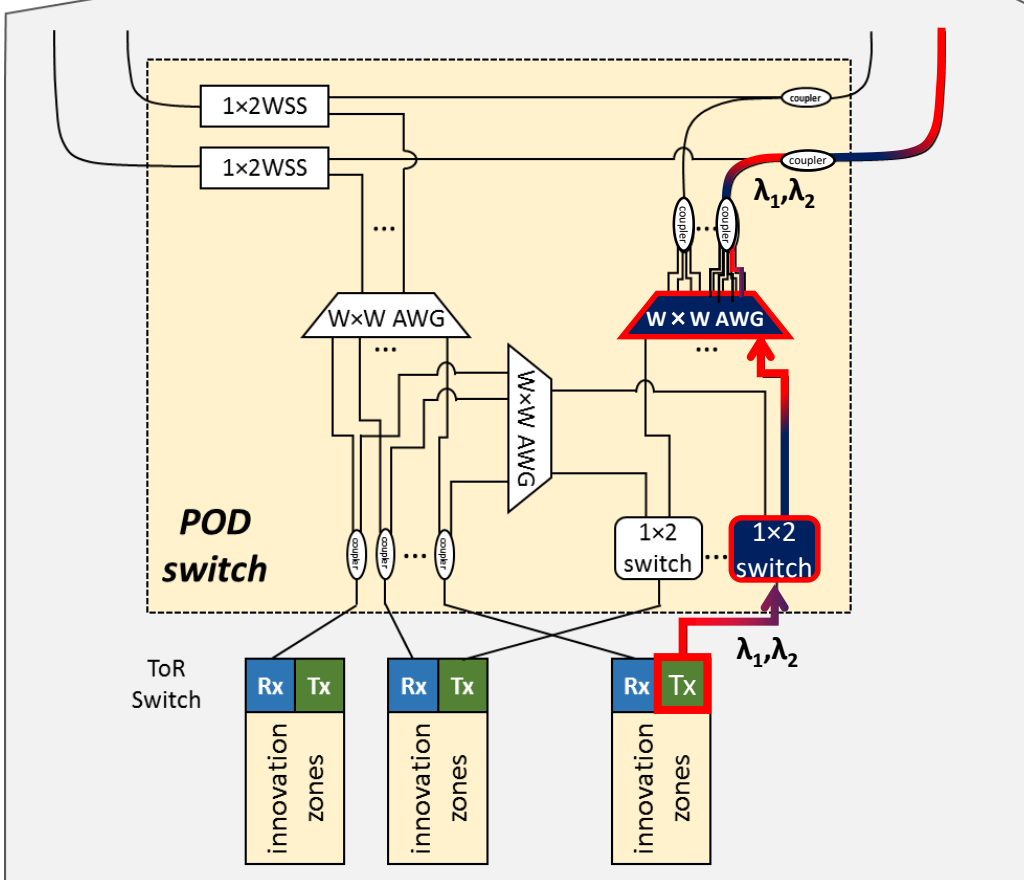 1×2WSS
coupler
1×2WSS
coupler
λ₁,λ₂
coupler
...
coupler
...
W×W AWG
W×W AWG
...
...
W×W AWG
POD
switch
coupler
coupler
...
coupler
1×2
switch
...
1×2
switch
λ₁,λ₂
ToR
Switch
Rx
Tx
Rx
Tx
Rx
Tx
innovation
zones
innovation
zones
innovation
zones